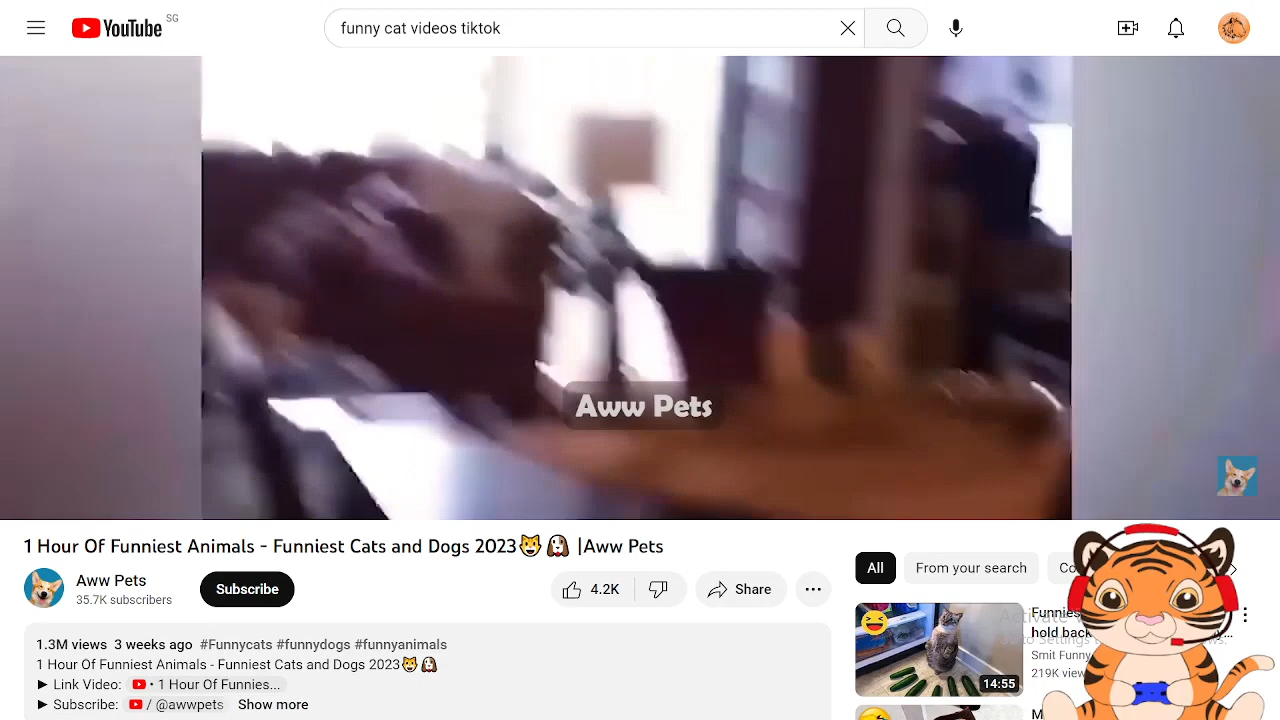 YouTube SG
funny cat videos tiktok
Aww Pets
1 Hour Of Funniest Animals - Funniest Cats and Dogs 2023🐱🐶 |Aww Pets
Aww Pets
35.7K subscribers
Subscribe
4.2K
Share
1.3M views 3 weeks ago #Funnycats #funnydogs #funnyanimals
1 Hour Of Funniest Animals - Funniest Cats and Dogs 2023🐱🐶
► Link Video: • 1 Hour Of Funnies...
► Subscribe: / @awwpets Show more
All
From your search
Co
Funnies
hold back
Smit Funny
219K view
14:55
Activate
Settings